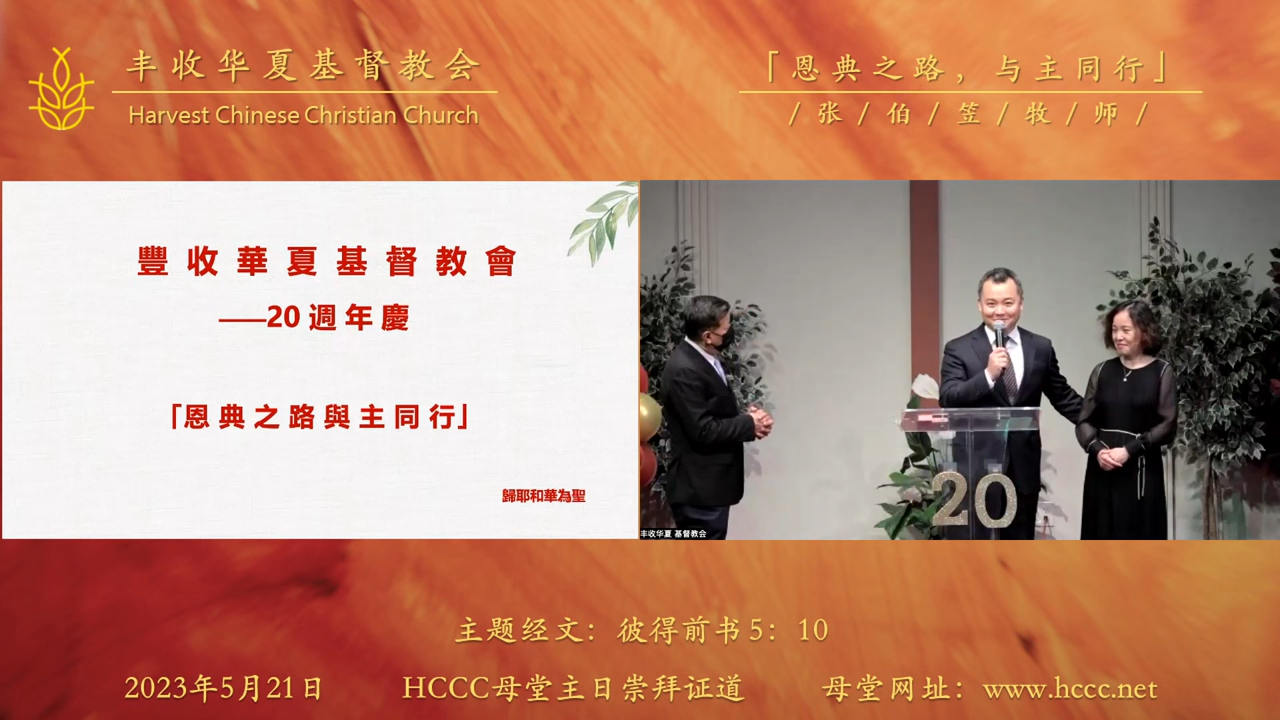 丰收华夏基督教会
Harvest Chinese Christian Church
「恩典之路，与主同行」
/ 张 / 伯 / 笠 / 牧 / 师 /
豐收華夏基督教會
——20週年慶
「恩典之路與主同行」
歸耶和華為聖
20
丰收华夏 基督教会
主题经文：彼得前书5：10
2023年5月21日
HCCC母堂主日崇拜证道
母堂网址：www.hccc.net